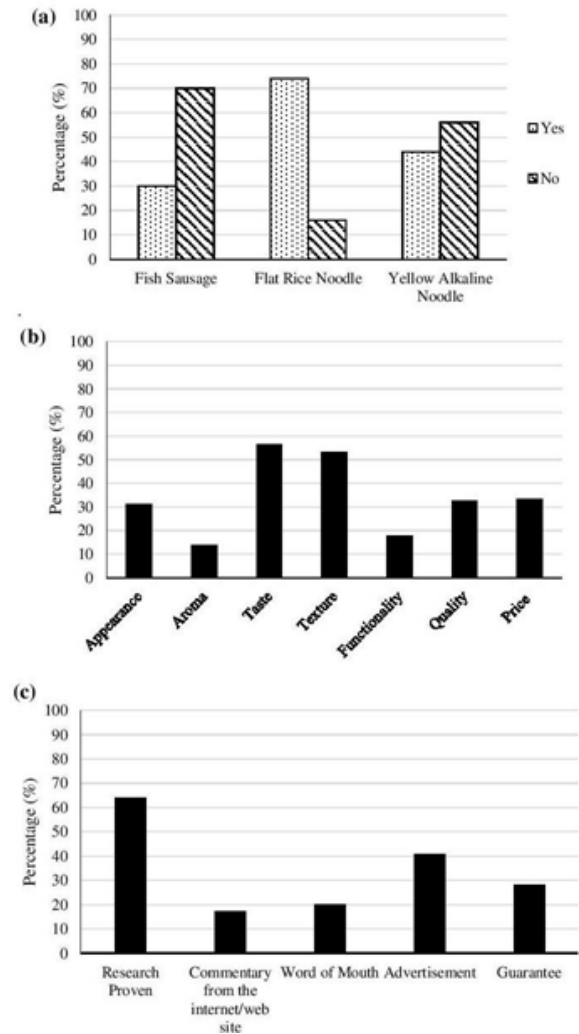 (a)
100
90
80
70
60
50
40
30
20
10
0
Percentage (%)
Yes
No
Fish Sausage Flat Rice Noodle Yellow Alkaline
Noodle
(b)
100
90
80
70
60
50
40
30
20
10
0
Percentage (%)
Appearance Aroma Taste Texture Functionality Quality Price
(c)
100
90
80
70
60
50
40
30
20
10
0
Percentage (%)
Research Commentary Word of Mouth Advertisement Guarantee
Proven from the
internet/web
site